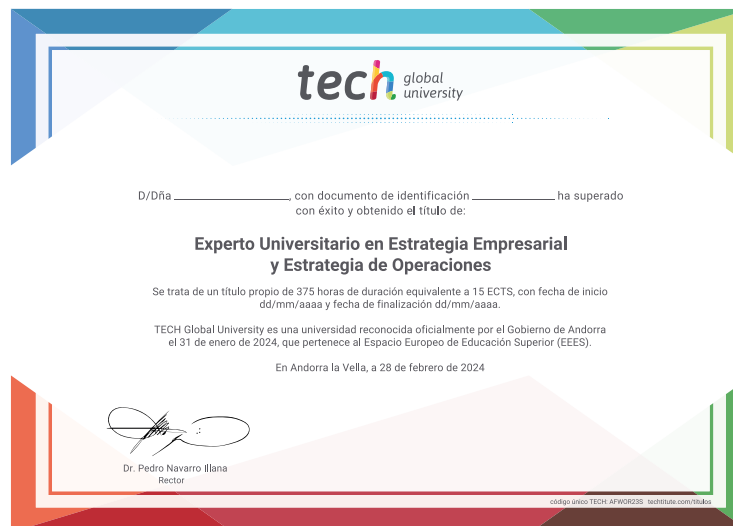 tech global university
D/Dña ____________________, con documento de identificación ______________ ha superado
con éxito y obtenido el título de:
Experto Universitario en Estrategia Empresarial
y Estrategia de Operaciones
Se trata de un título propio de 375 horas de duración equivalente a 15 ECTS, con fecha de inicio
dd/mm/aaaa y fecha de finalización dd/mm/aaaa.
TECH Global University es una universidad reconocida oficialmente por el Gobierno de Andorra
el 31 de enero de 2024, que pertenece al Espacio Europeo de Educación Superior (EEES).
En Andorra la Vella, a 28 de febrero de 2024
Dr. Pedro Navarro Illana
Rector
código único TECH: AFWOR23S techtitute.com/titulos